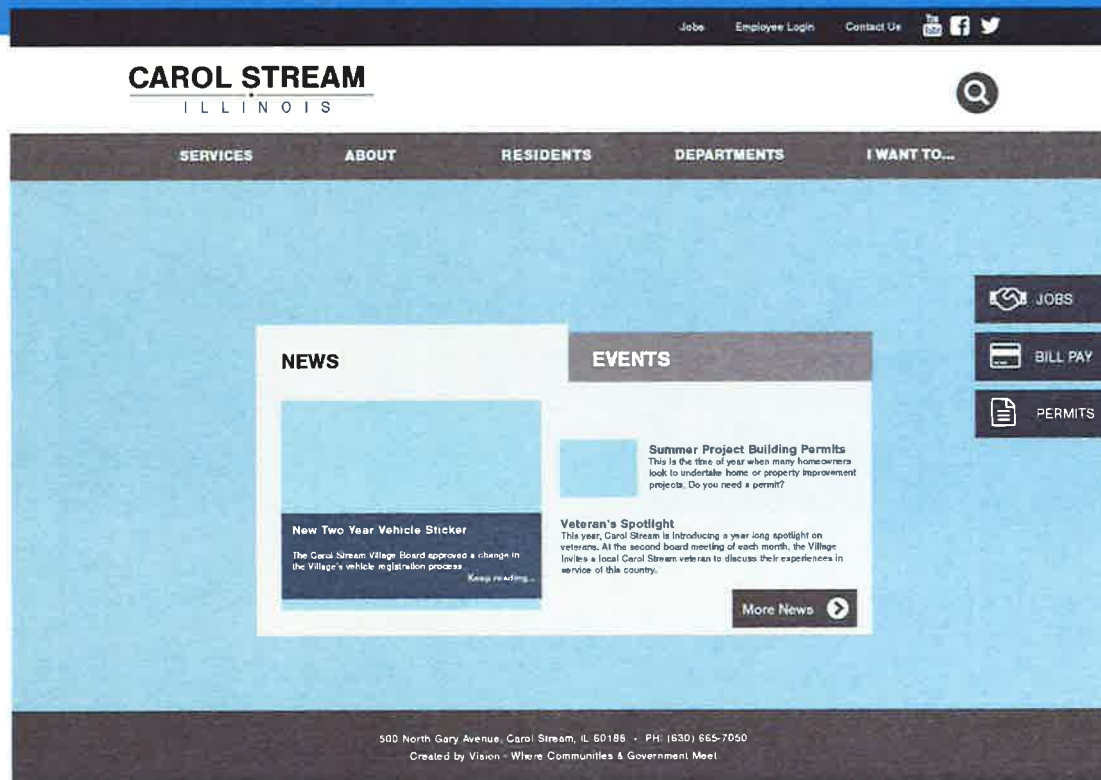 Jobs Employee Login Contact Us You Tube
CAROL STREAM
ILLINOIS
SERVICES ABOUT RESIDENTS DEPARTMENTS I WANT TO...
JOBS
BILL PAY
PERMITS
NEWS
EVENTS
New Two Year Vehicle Sticker
The Carol Stream Village Board approved a change in
the Village's vehicle registration process
Keep reading...
Summer Project Building Permits
This is the time of year when many homeowners
look to undertake home or property improvement
projects. Do you need a permit?
Veteran's Spotlight
This year, Carol Stream is introducing a year long spotlight on
veterans. At the second board meeting of each month, the Village
invites a local Carol Stream veteran to discuss their experiences in
service of this country.
More News
500 North Gary Avenue, Carol Stream, IL 60188 - PH: (630) 665-7050
Created by Vision - Where Communities & Government Meet